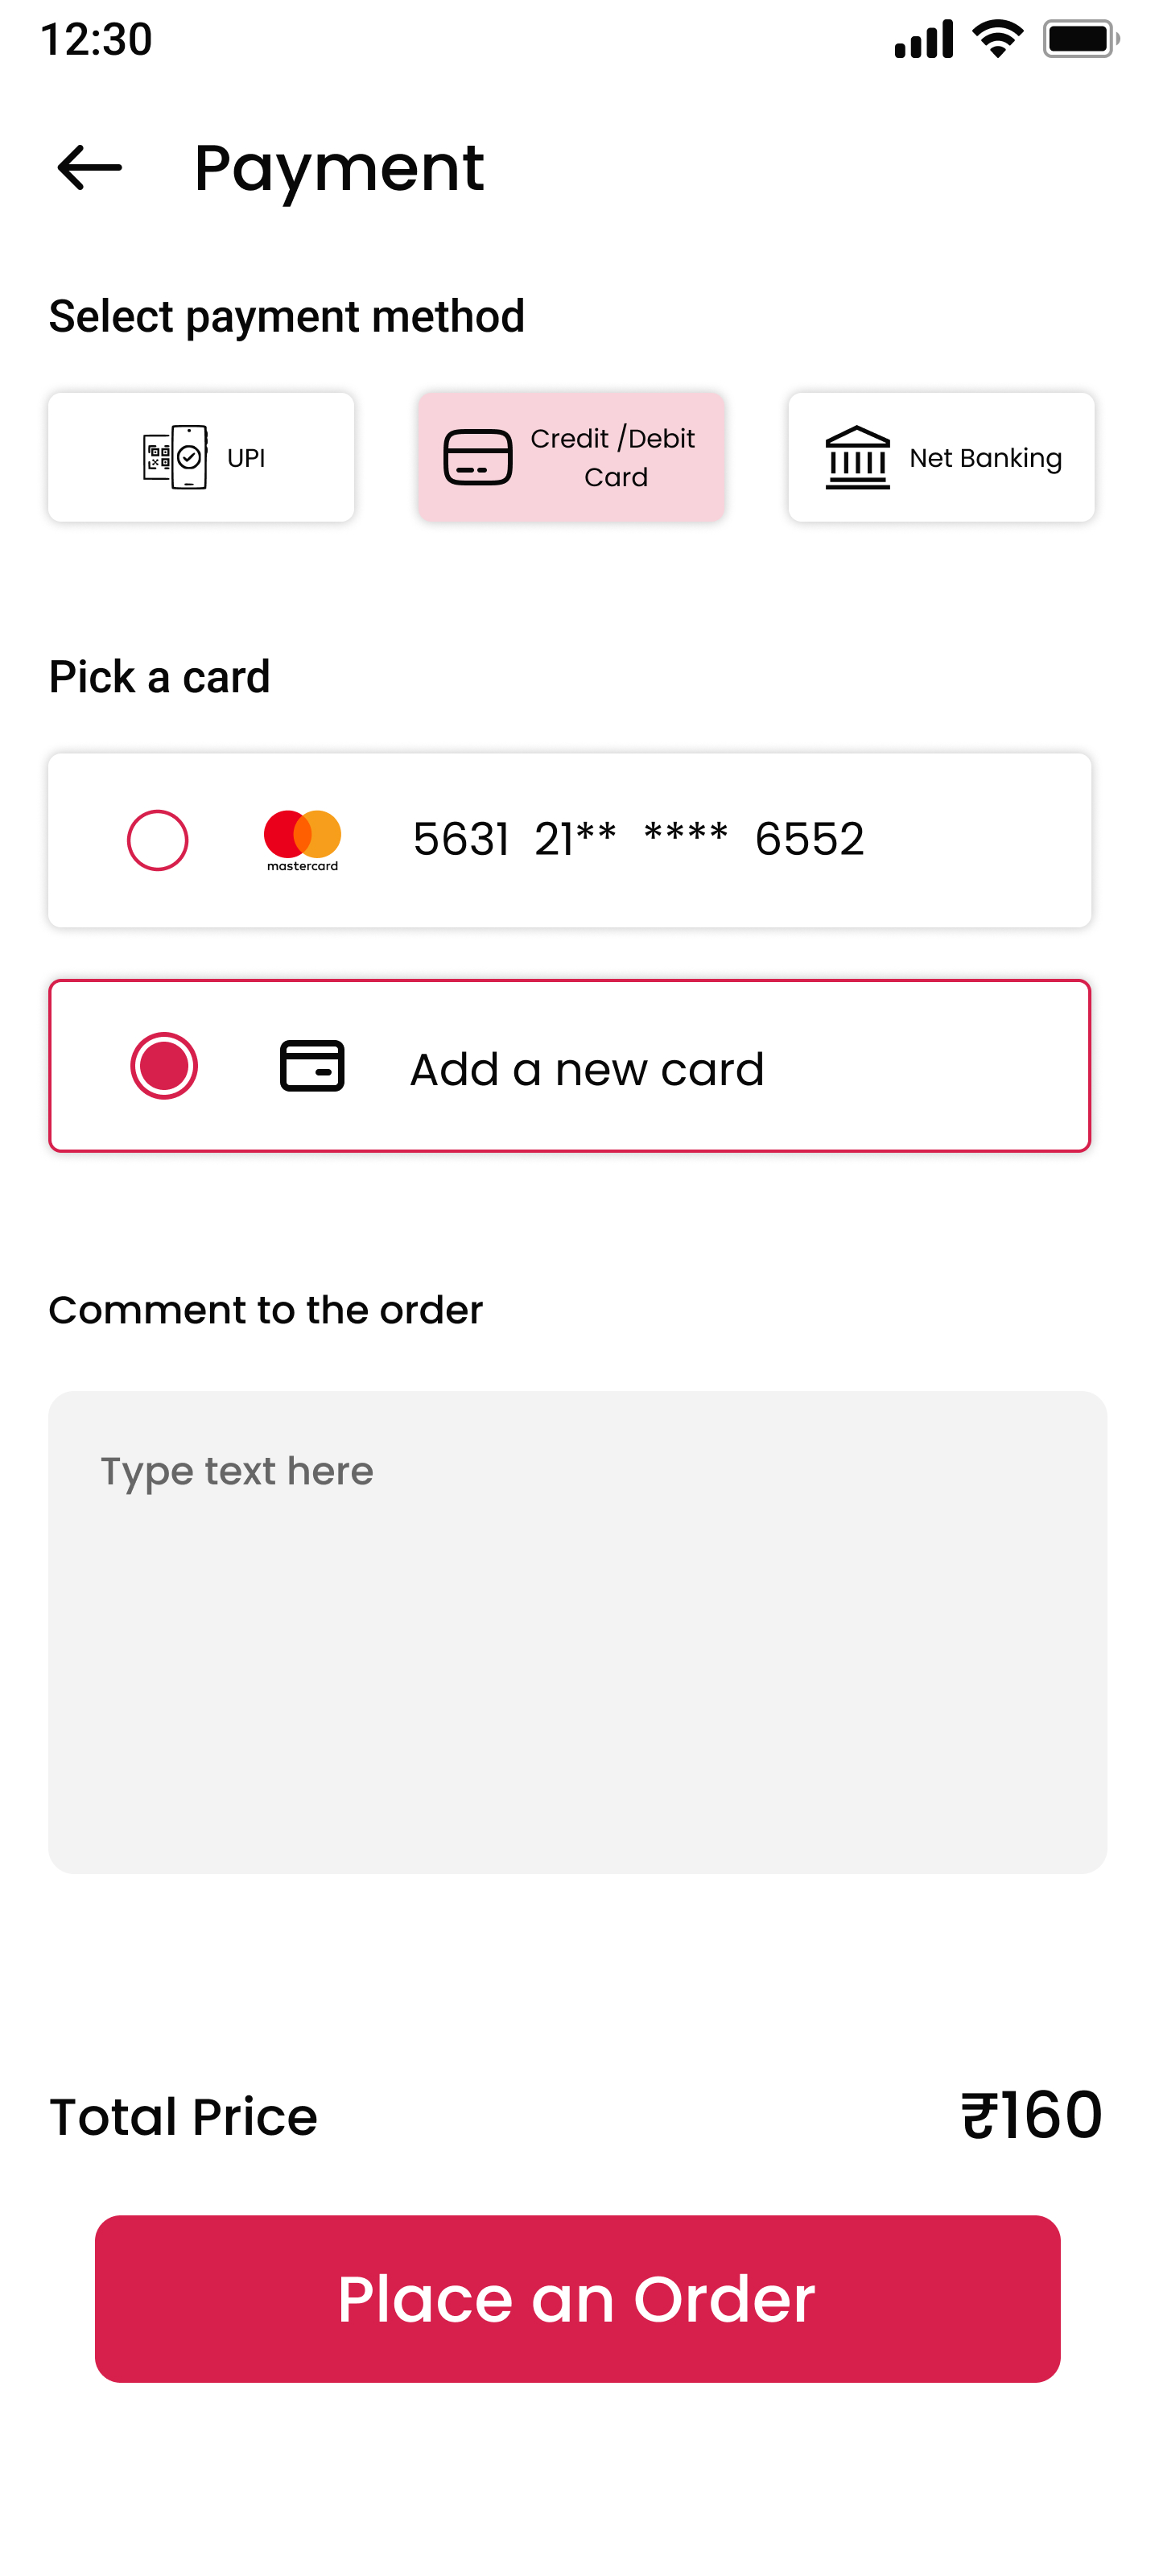 12:30
Payment
Select payment method
UPI
Credit /Debit
Card
Net Banking
Pick a card
mastercard
5631 21** **** 6552
Add a new card
Comment to the order
Type text here
Total Price
₹160
Place an Order